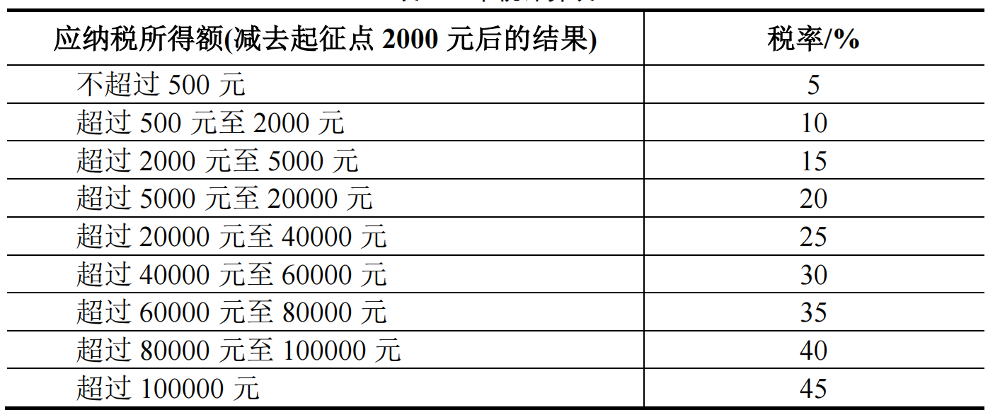 应纳税所得额(减去起征点 2000 元后的结果) 税率/%
不超过 500 元 5
超过 500 元至 2000 元 10
超过 2000 元至 5000 元 15
超过 5000 元至 20000 元 20
超过 20000 元至 40000 元 25
超过 40000 元至 60000 元 30
超过 60000 元至 80000 元 35
超过 80000 元至 100000 元 40
超过 100000 元 45